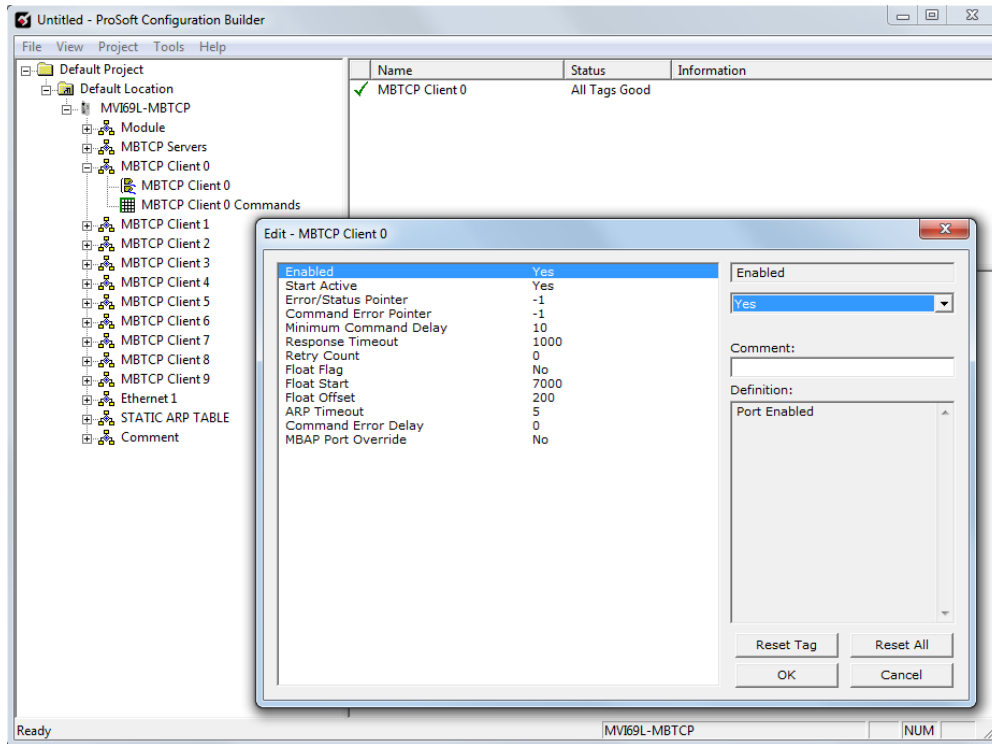 Untitled - ProSoft Configuration Builder
File View Project Tools Help
Default Project
Default Location
MVI69L-MBTCP
Module
MBTCP Servers
MBTCP Client 0
MBTCP Client 0
MBTCP Client 0 Commands
MBTCP Client 1
MBTCP Client 2
MBTCP Client 3
MBTCP Client 4
MBTCP Client 5
MBTCP Client 6
MBTCP Client 7
MBTCP Client 8
MBTCP Client 9
Ethernet 1
STATIC ARP TABLE
Comment
Name Status Information
MBTCP Client 0 All Tags Good
Edit - MBTCP Client 0
Enabled Yes
Start Active Yes
Error/Status Pointer -1
Command Error Pointer -1
Minimum Command Delay 10
Response Timeout 1000
Retry Count 0
Float Flag No
Float Start 7000
Float Offset 200
ARP Timeout 5
Command Error Delay 0
MBAP Port Override No
Enabled
Yes
Comment:
Definition:
Port Enabled
Reset Tag Reset All
OK Cancel
Ready MVI69L-MBTCP NUM